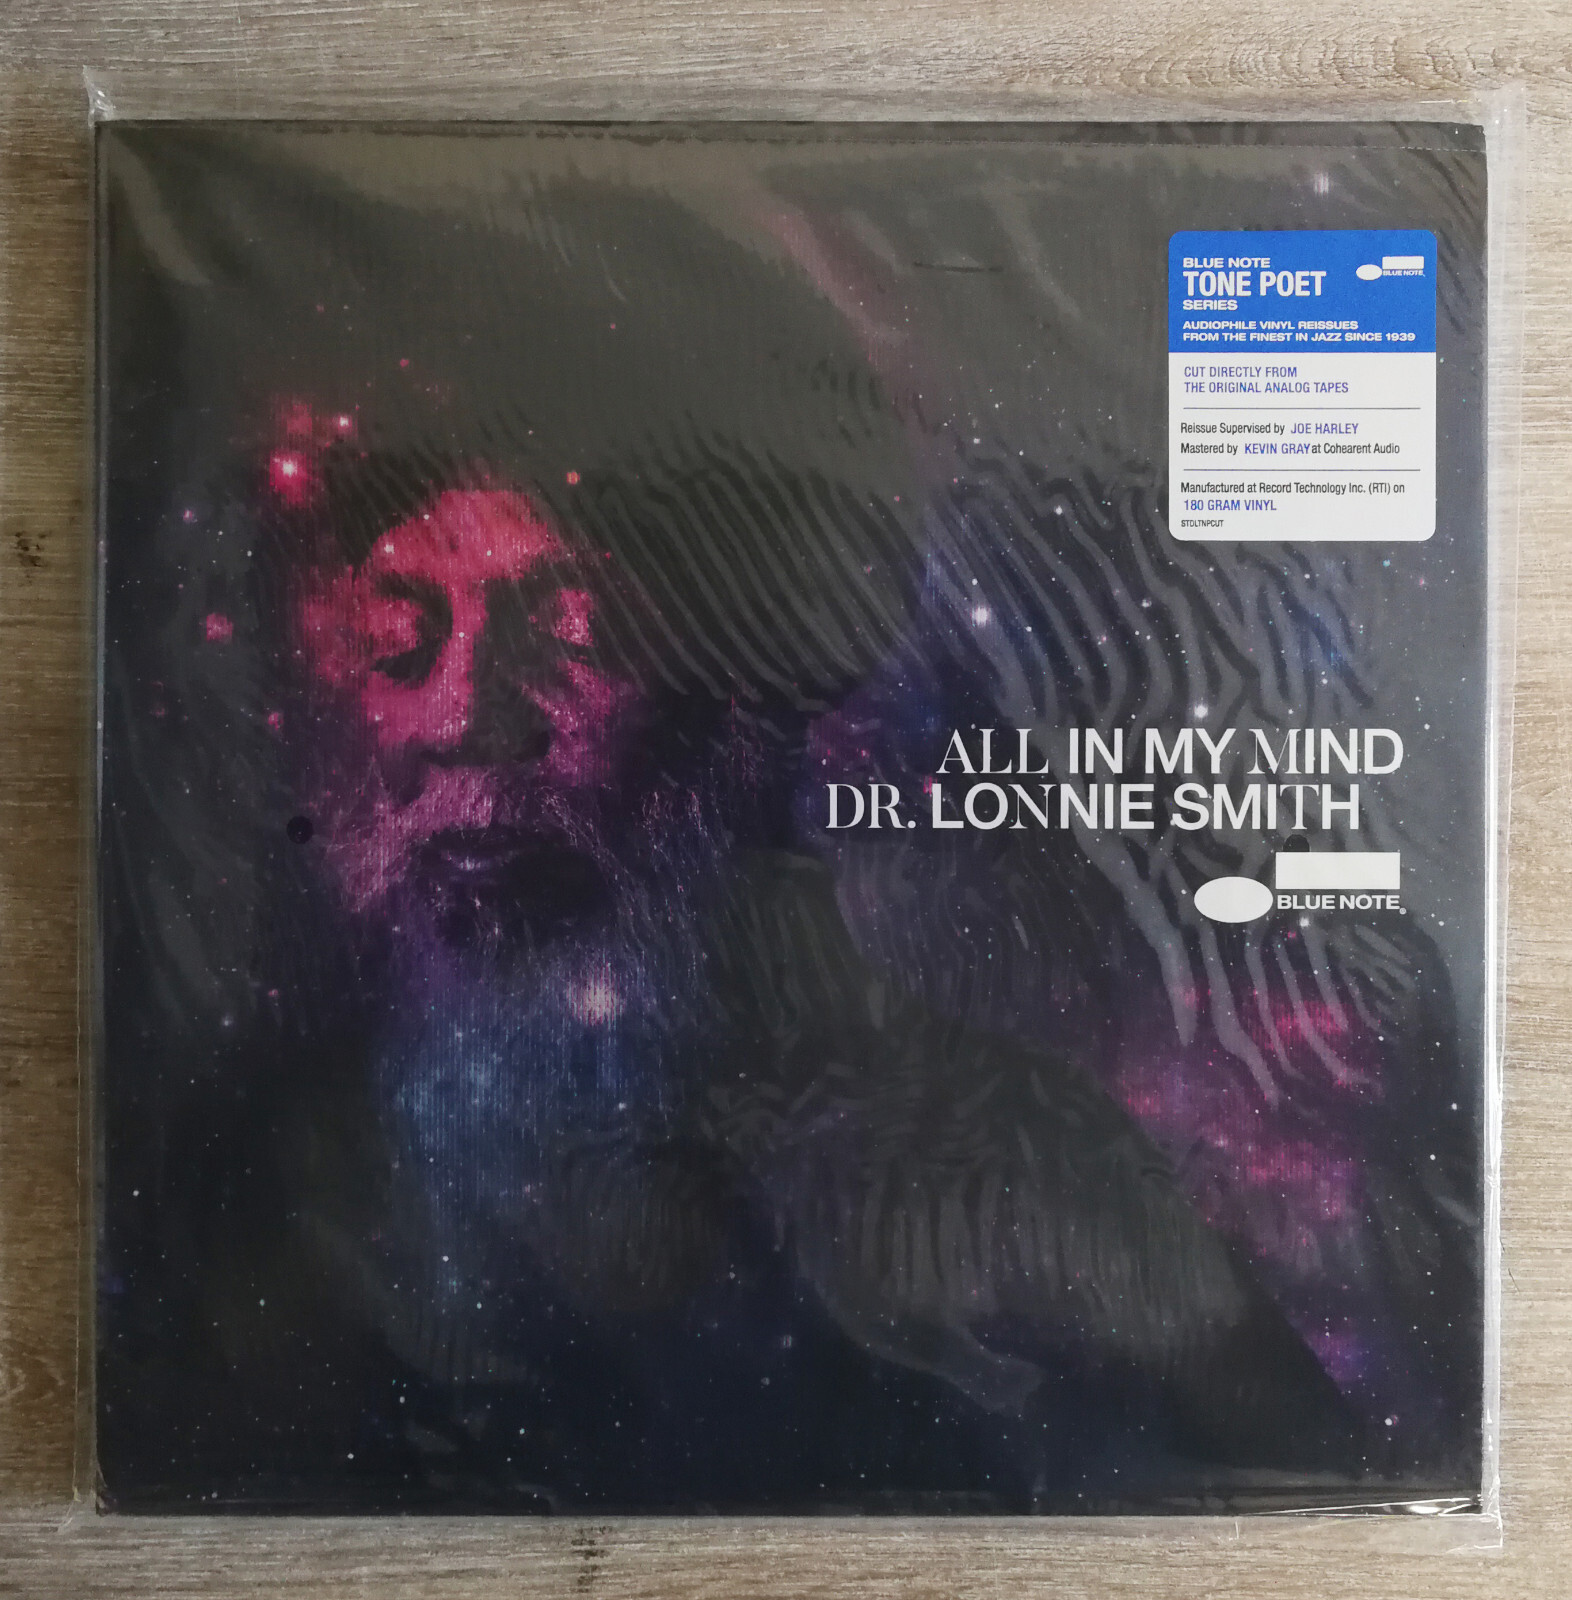 BLUE NOTE
TONE POET
SERIES
BLUE NOTE
AUDIOPHILE VINYL REISSUES
FROM THE FINEST IN JAZZ SINCE 1939
CUT DIRECTLY FROM
THE ORIGINAL ANALOG TAPES
Reissue Supervised by JOE HARLEY
Mastered by KEVIN GRAY at Cohearent Audio
Manufactured at Record Technology Inc. (RTI) on
180 GRAM VINYL
STDLTNPCUT
ALL IN MY MIND
DR. LONNIE SMITH
BLUE NOTE®